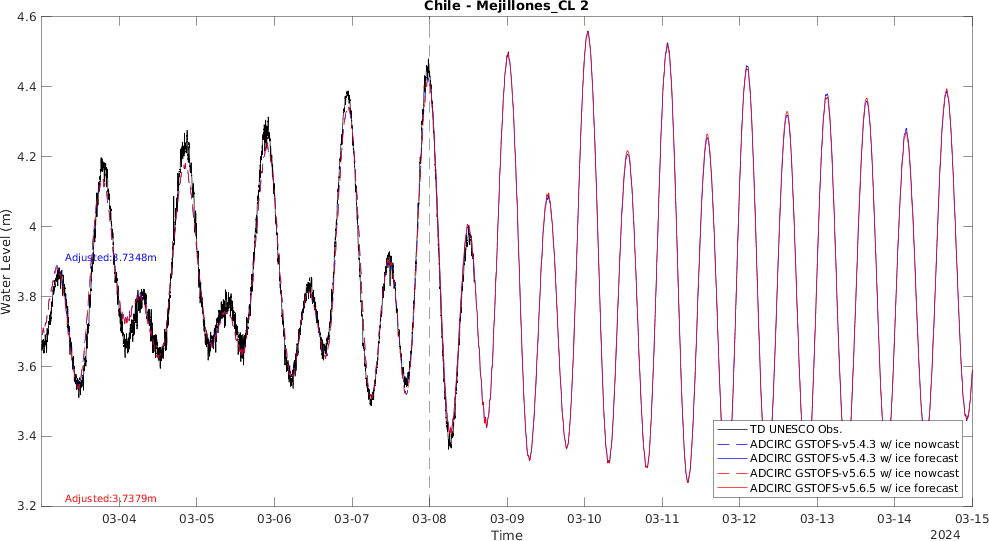 Chile - Mejillones_CL 2
4.6
4.4
4.2
4
3.8
3.6
3.4
3.2
Water Level (m)
Adjusted:3.7348m
Adjusted:3.7379m
TD UNESCO Obs.
ADCIRC GSTOFS-v5.4.3 w/ ice nowcast
ADCIRC GSTOFS-v5.4.3 w/ ice forecast
ADCIRC GSTOFS-v5.6.5 w/ ice nowcast
ADCIRC GSTOFS-v5.6.5 w/ ice forecast
03-04 03-05 03-06 03-07 03-08 03-09 03-10 03-11 03-12 03-13 03-14 03-15
Time
2024